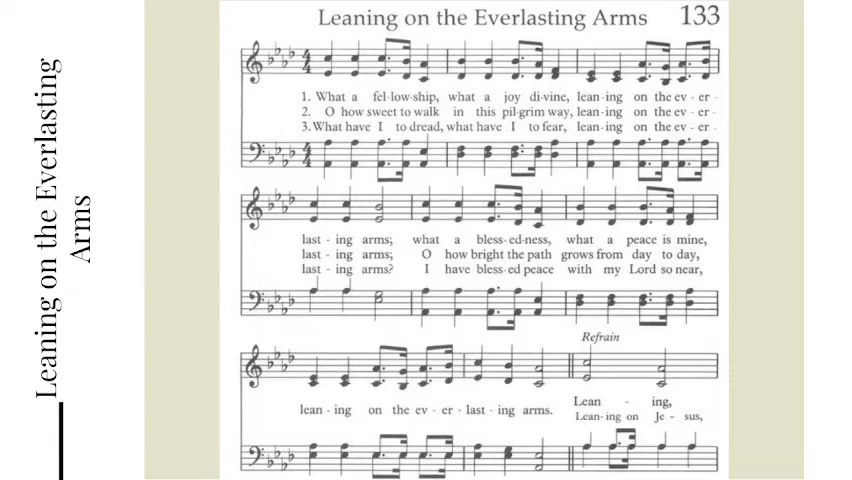 Leaning on the Everlasting
Arms
Leaning on the Everlasting Arms 133
1. What a fel-low-ship, what a joy di-vine, lean-ing on the ev - er -
2. O how sweet to walk in this pil-grim way, lean-ing on the ev - er -
3. What have I to dread, what have I to fear, lean-ing on the ev - er -
last - ing arms; what a bless-ed-ness, what a peace is mine,
last - ing arms; O how bright the path grows from day to day,
last - ing arms? I have bless-ed peace with my Lord so near,
Refrain
lean - ing on the ev - er - last - ing arms. Lean - ing,
Lean-ing on Je - sus,